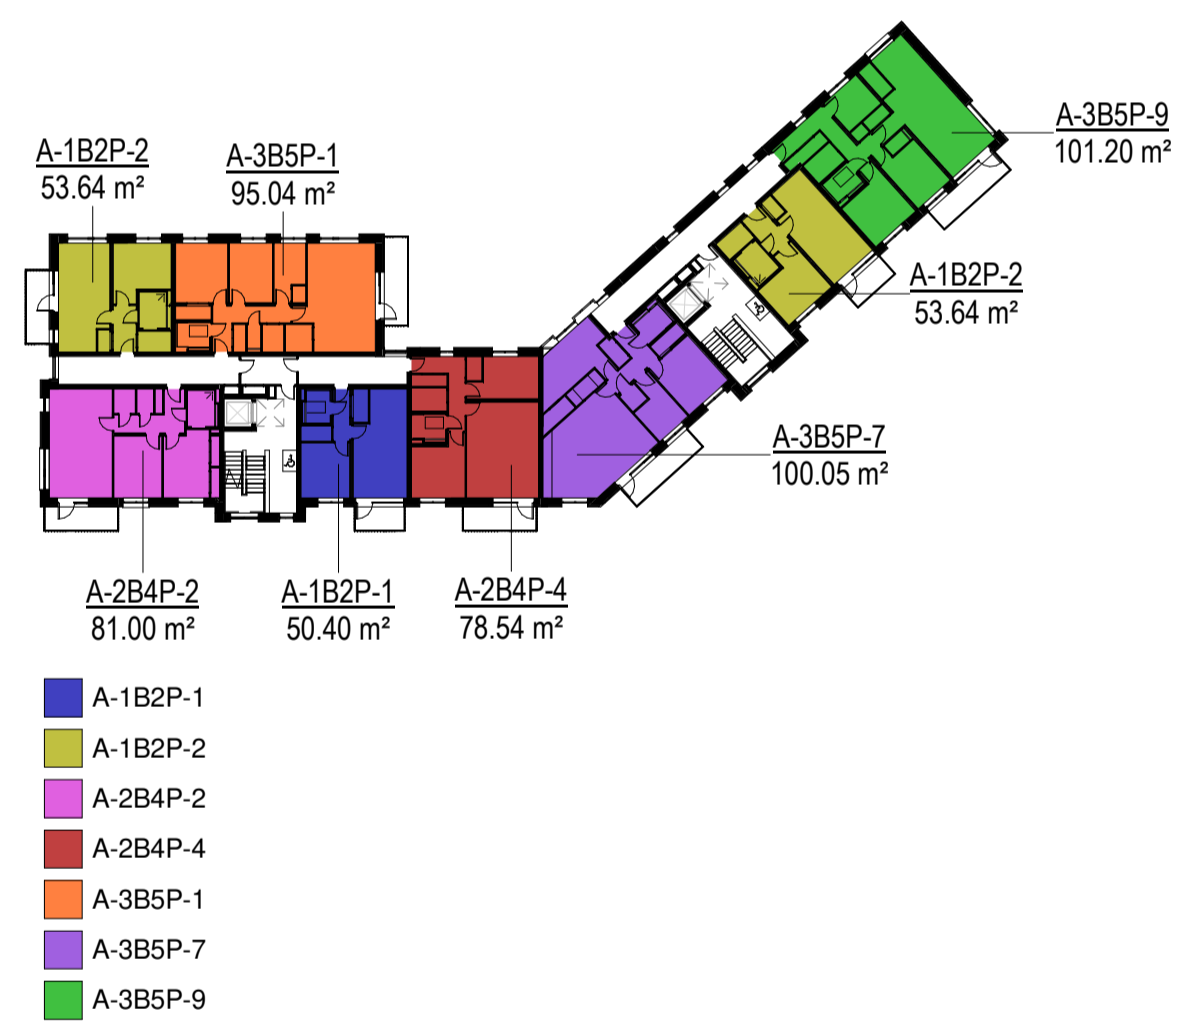 A-3B5P-9
101.20 m²
A-1B2P-2
53.64 m²
A-3B5P-1
95.04 m²
A-1B2P-2
53.64 m²
A-3B5P-7
100.05 m²
A-2B4P-2
81.00 m²
A-1B2P-1
50.40 m²
A-2B4P-4
78.54 m²
A-1B2P-1
A-1B2P-2
A-2B4P-2
A-2B4P-4
A-3B5P-1
A-3B5P-7
A-3B5P-9